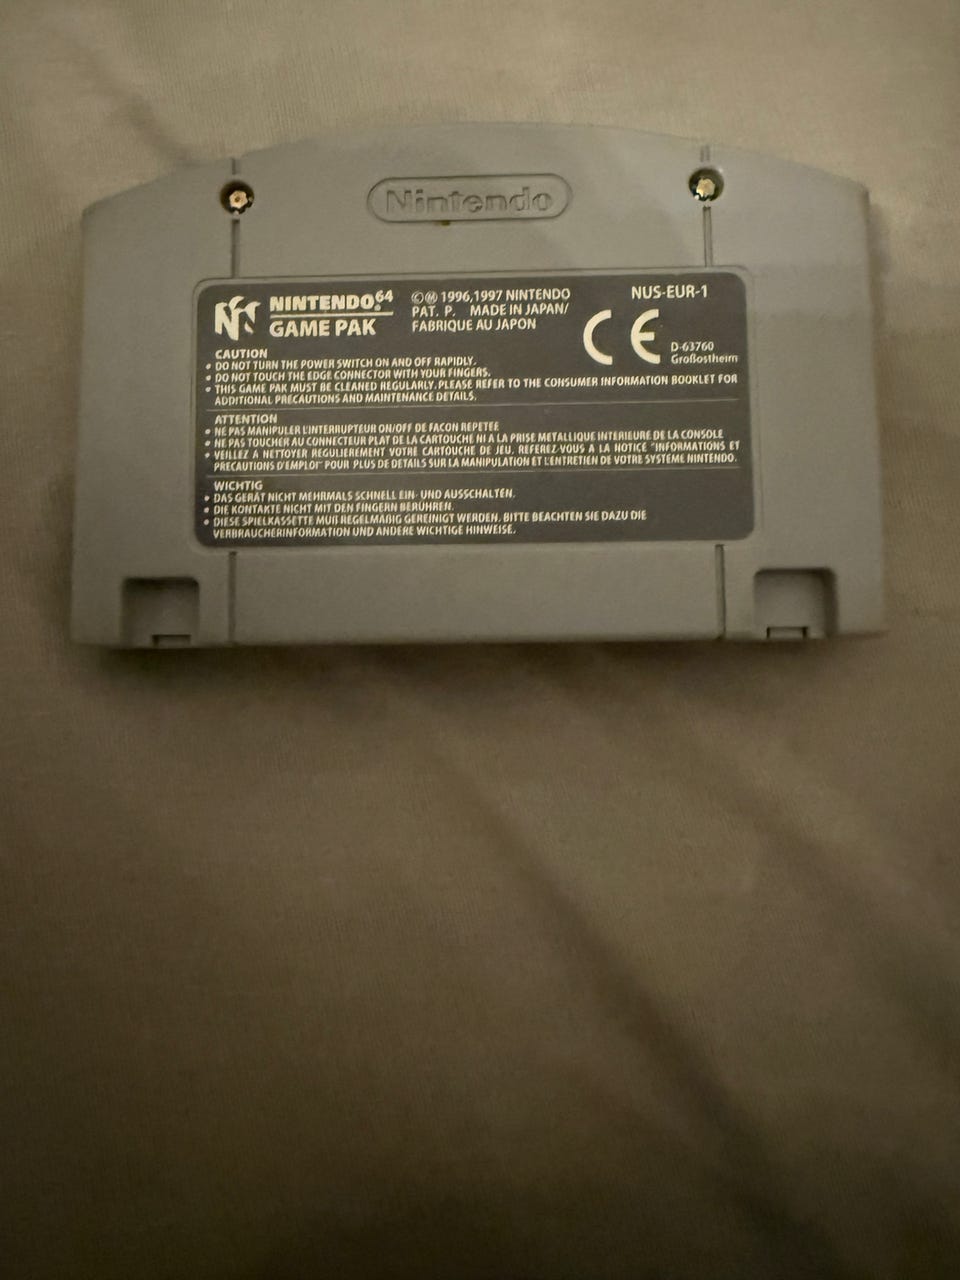 Nintendo
NINTENDO64
GAME PAK
©Ⓜ 1996,1997 NINTENDO
PAT. P. MADE IN JAPAN/
FABRIQUE AU JAPON
NUS-EUR-1
CE
D-63760
Großostheim
CAUTION
• DO NOT TURN THE POWER SWITCH ON AND OFF RAPIDLY.
• DO NOT TOUCH THE EDGE CONNECTOR WITH YOUR FINGERS.
• THIS GAME PAK MUST BE CLEANED REGULARLY. PLEASE REFER TO THE CONSUMER INFORMATION BOOKLET FOR
ADDITIONAL PRECAUTIONS AND MAINTENANCE DETAILS.
ATTENTION
• NE PAS MANIPULER L'INTERRUPTEUR ON/OFF DE FACON REPETEE
• NE PAS TOUCHER AU CONNECTEUR PLAT DE LA CARTOUCHE NI A LA PRISE METALLIQUE INTERIEURE DE LA CONSOLE
• VEILLEZ A NETTOYER REGULIEREMENT VOTRE CARTOUCHE DE JEU. REFEREZ-VOUS A LA NOTICE "INFORMATIONS ET
PRECAUTIONS D'EMPLOI" POUR PLUS DE DETAILS SUR LA MANIPULATION ET L'ENTRETIEN DE VOTRE SYSTEME NINTENDO.
WICHTIG
• DAS GERÄT NICHT MEHRMALS SCHNELL EIN- UND AUSSCHALTEN.
• DIE KONTAKTE NICHT MIT DEN FINGERN BERÜHREN.
• DIESE SPIELKASSETTE MUß REGELMÄßIG GEREINIGT WERDEN. BITTE BEACHTEN SIE DAZU DIE
VERBRAUCHERINFORMATION UND ANDERE WICHTIGE HINWEISE.